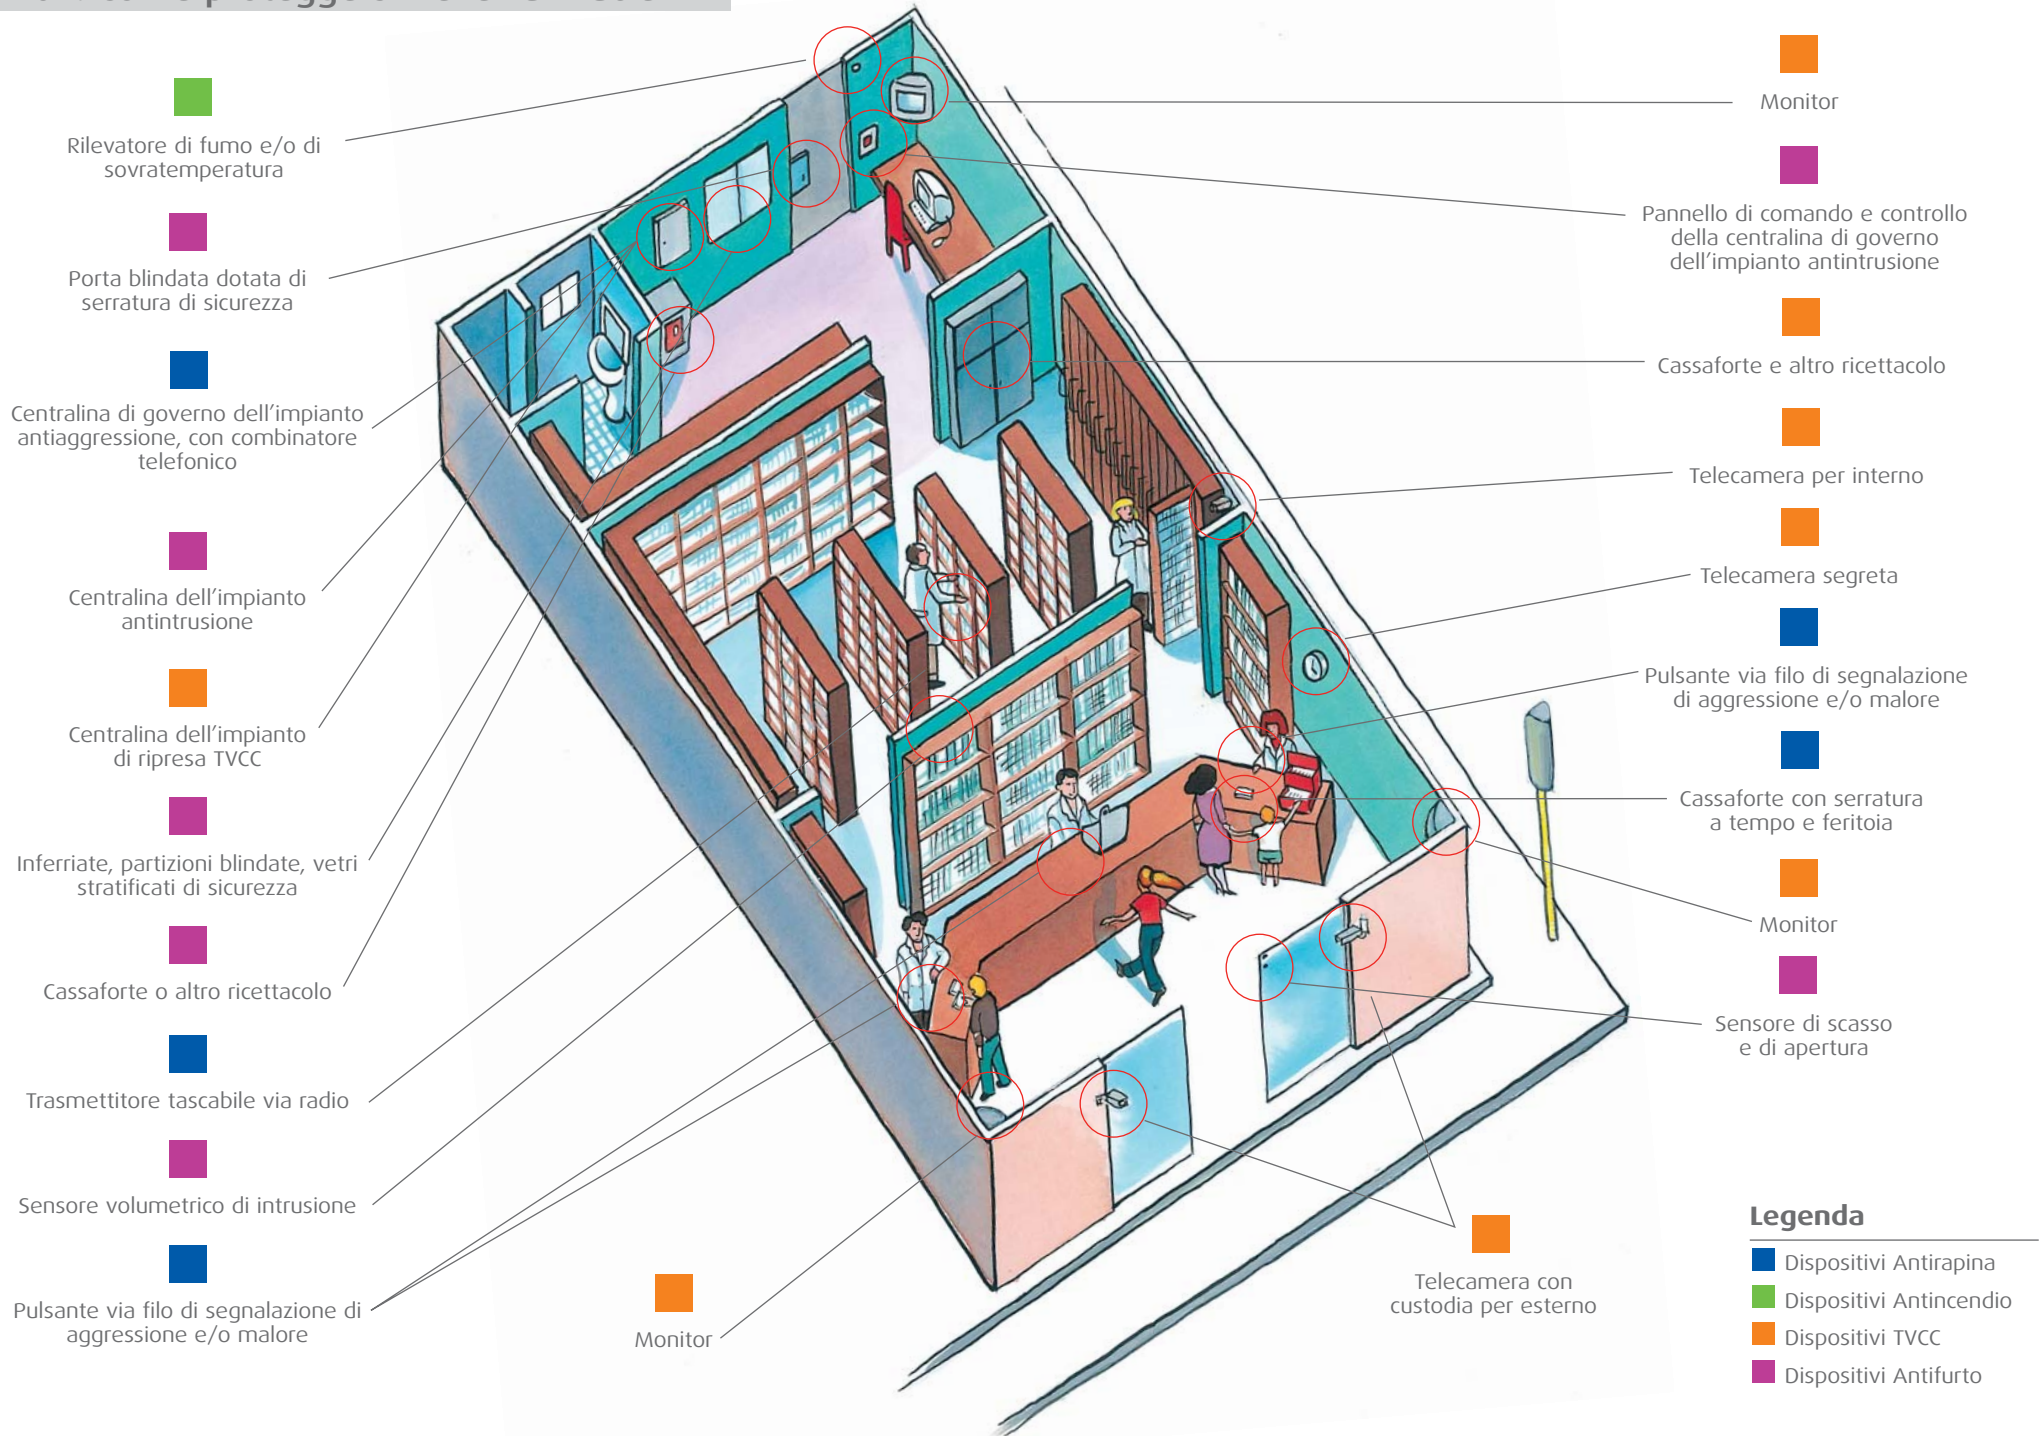 Rilevatore di fumo e/o di
sovratemperatura
Porta blindata dotata di
serratura di sicurezza
Centralina di governo dell'impianto
antiaggressione, con combinatore
telefonico
Centralina dell'impianto
antintrusione
Centralina dell'impianto
di ripresa TVCC
Inferriate, partizioni blindate, vetri
stratificati di sicurezza
Cassaforte o altro ricettacolo
Trasmettitore tascabile via radio
Sensore volumetrico di intrusione
Pulsante via filo di segnalazione di
aggressione e/o malore
Monitor
Telecamera con
custodia per esterno
Monitor
Pannello di comando e controllo
della centralina di governo
dell'impianto antintrusione
Cassaforte e altro ricettacolo
Telecamera per interno
Telecamera segreta
Pulsante via filo di segnalazione
di aggressione e/o malore
Cassaforte con serratura
a tempo e feritoia
Monitor
Sensore di scasso
e di apertura
Legenda
Dispositivi Antirapina
Dispositivi Antincendio
Dispositivi TVCC
Dispositivi Antifurto